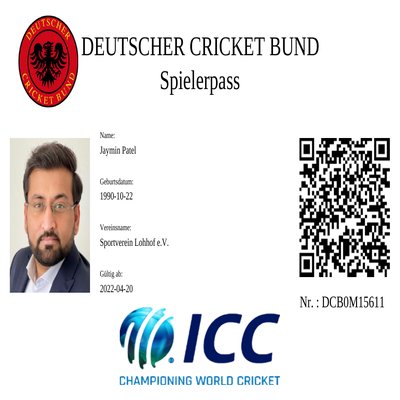 DEUTSCHER
CRICKET BUND
DEUTSCHER CRICKET BUND
Spielerpass
Name:
Jaymin Patel
Geburtsdatum:
1990-10-22
Vereinsname:
Sportverein Lohhof e.V.
Gültig ab:
2022-04-20
Nr. : DCB0M15611
ICC
CHAMPIONING WORLD CRICKET